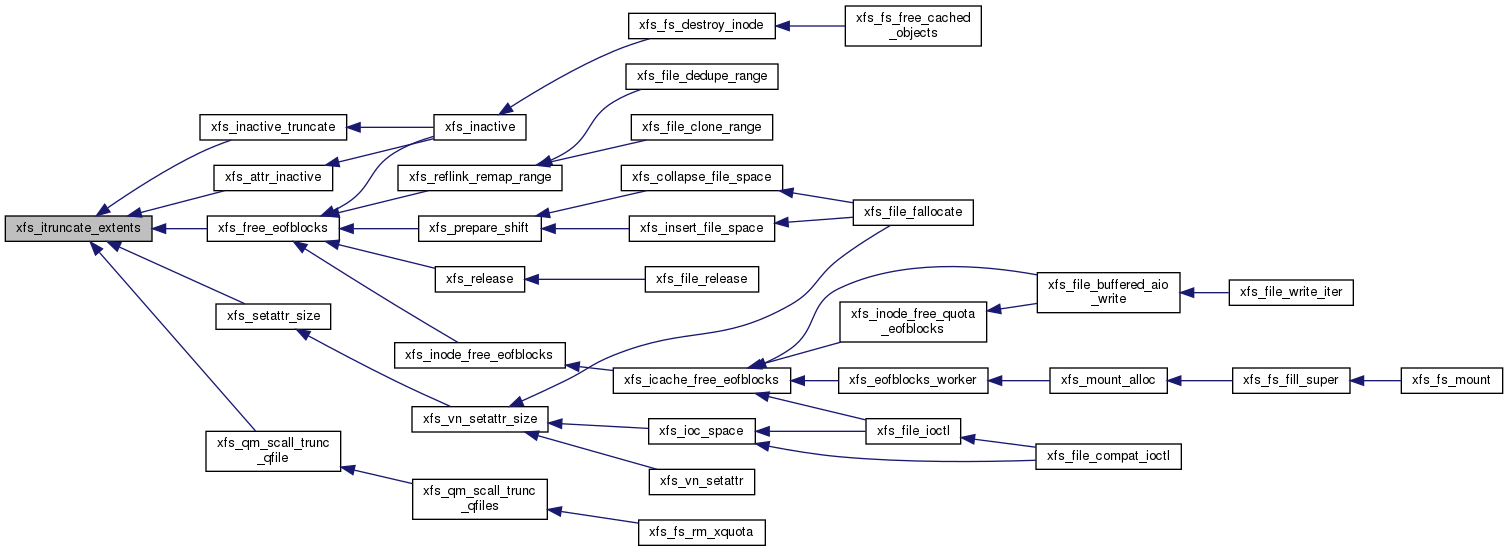 xfs_fs_destroy_inode
xfs_fs_free_cached
_objects
xfs_file_dedupe_range
xfs_inactive_truncate
xfs_inactive
xfs_file_clone_range
xfs_attr_inactive
xfs_reflink_remap_range
xfs_collapse_file_space
xfs_itruncate_extents
xfs_free_eofblocks
xfs_prepare_shift
xfs_insert_file_space
xfs_file_fallocate
xfs_release
xfs_file_release
xfs_setattr_size
xfs_file_buffered_aio
_write
xfs_file_write_iter
xfs_inode_free_quota
_eofblocks
xfs_inode_free_eofblocks
xfs_icache_free_eofblocks
xfs_eofblocks_worker
xfs_mount_alloc
xfs_fs_fill_super
xfs_fs_mount
xfs_vn_setattr_size
xfs_ioc_space
xfs_file_ioctl
xfs_file_compat_ioctl
xfs_qm_scall_trunc
_qfile
xfs_vn_setattr
xfs_qm_scall_trunc
_qfiles
xfs_fs_rm_xquota